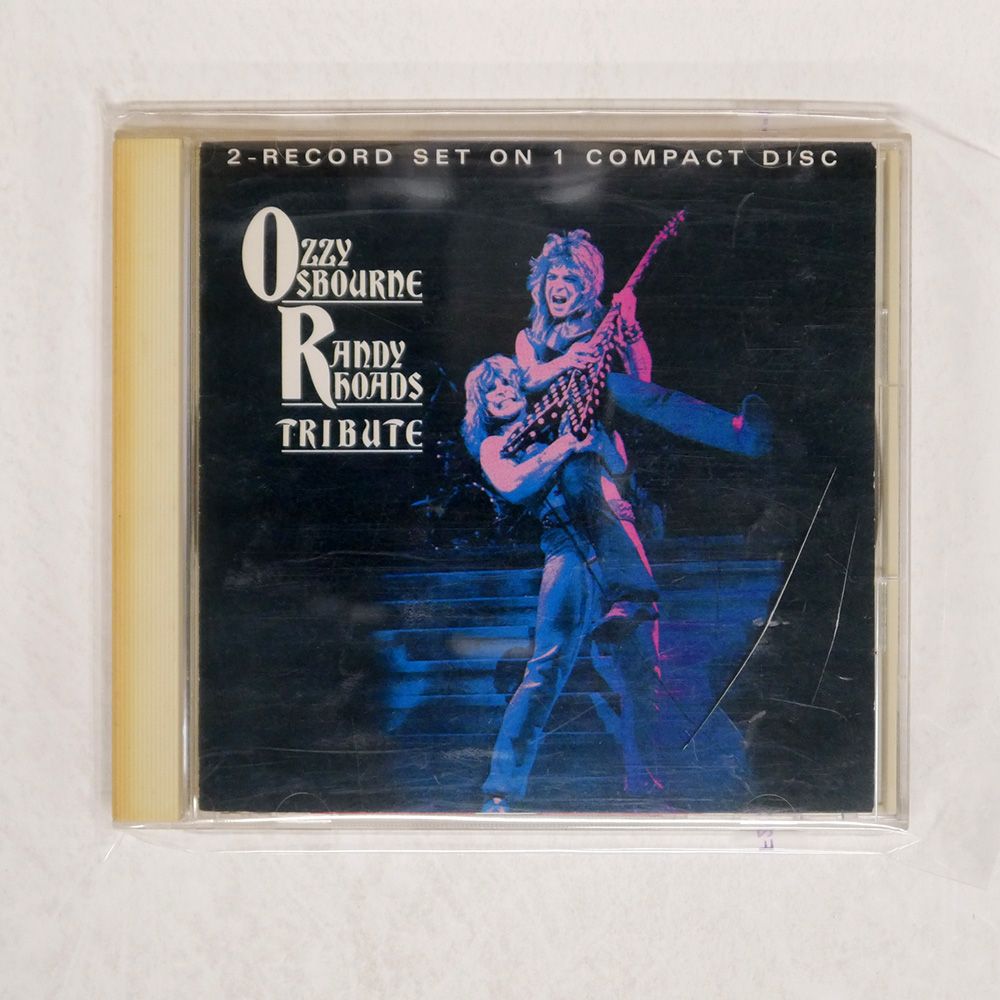 2-RECORD SET ON 1 COMPACT DISC
OZZY
OSBOURNE
RANDY
RHOADS
TRIBUTE